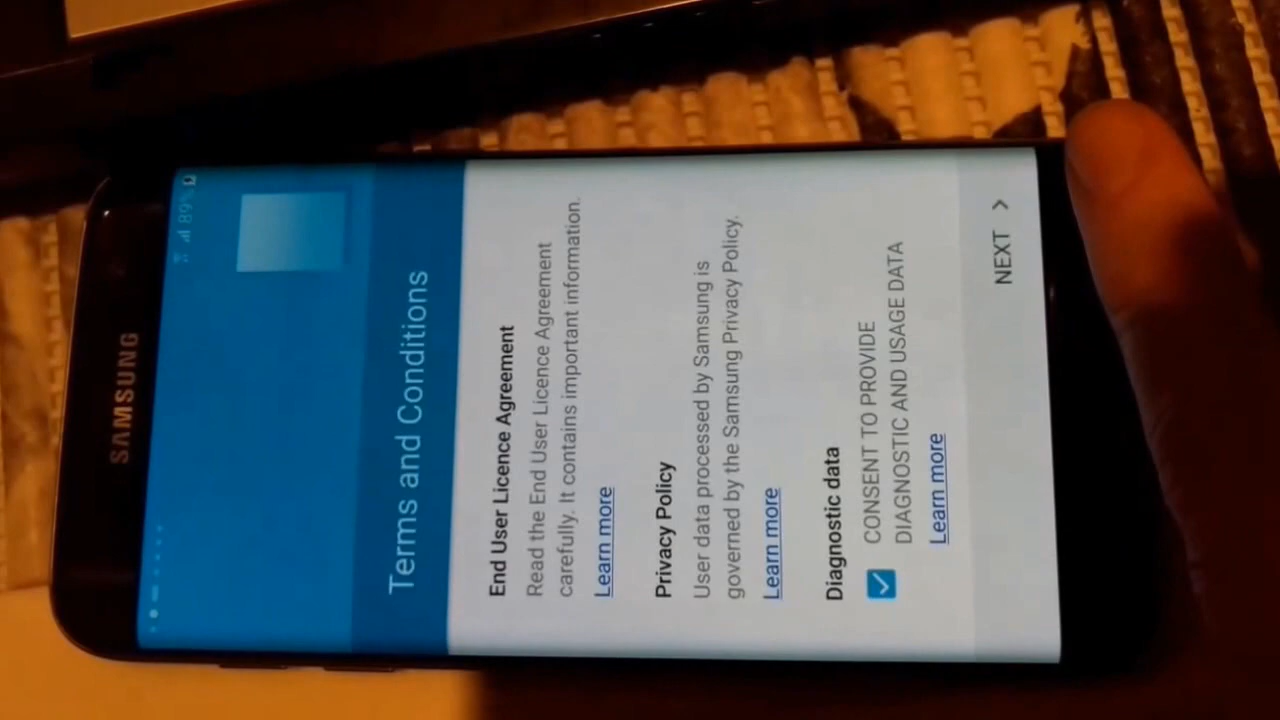 SAMSUNG
89%
Terms and Conditions
End User Licence Agreement
Read the End User Licence Agreement
carefully. It contains important information.
Learn more
Privacy Policy
User data processed by Samsung is
governed by the Samsung Privacy Policy.
Learn more
Diagnostic data
CONSENT TO PROVIDE
DIAGNOSTIC AND USAGE DATA
Learn more
NEXT >